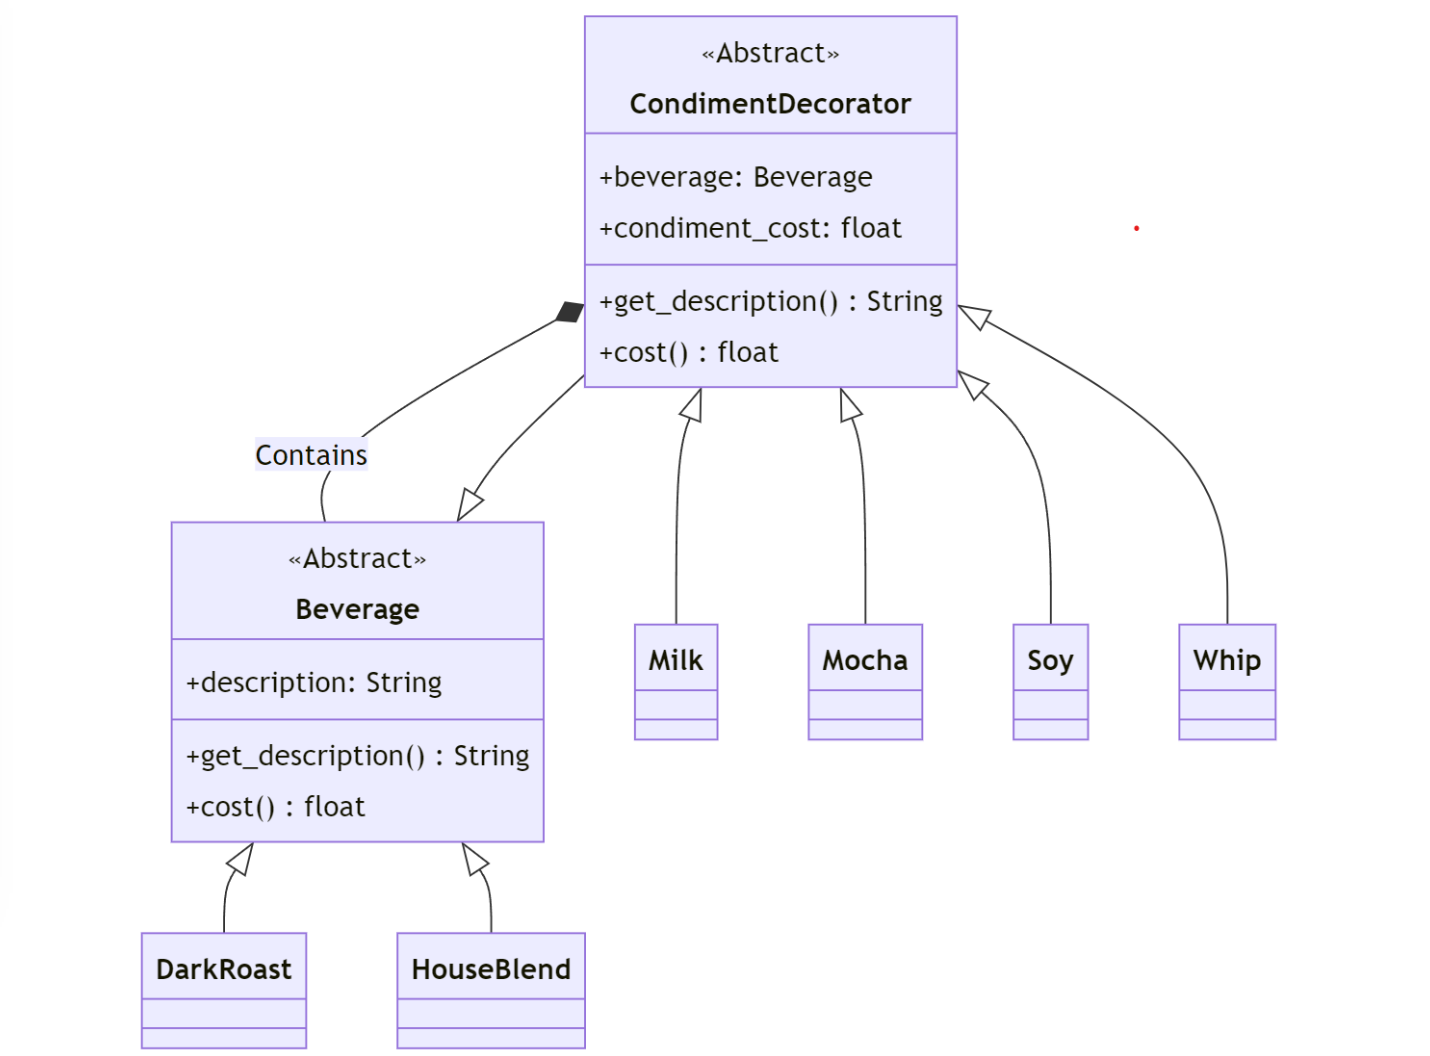 «Abstract»
CondimentDecorator
+beverage: Beverage
+condiment_cost: float
+get_description() : String
+cost() : float
Contains
«Abstract»
Beverage
+description: String
+get_description() : String
+cost() : float
Milk
Mocha
Soy
Whip
DarkRoast
HouseBlend